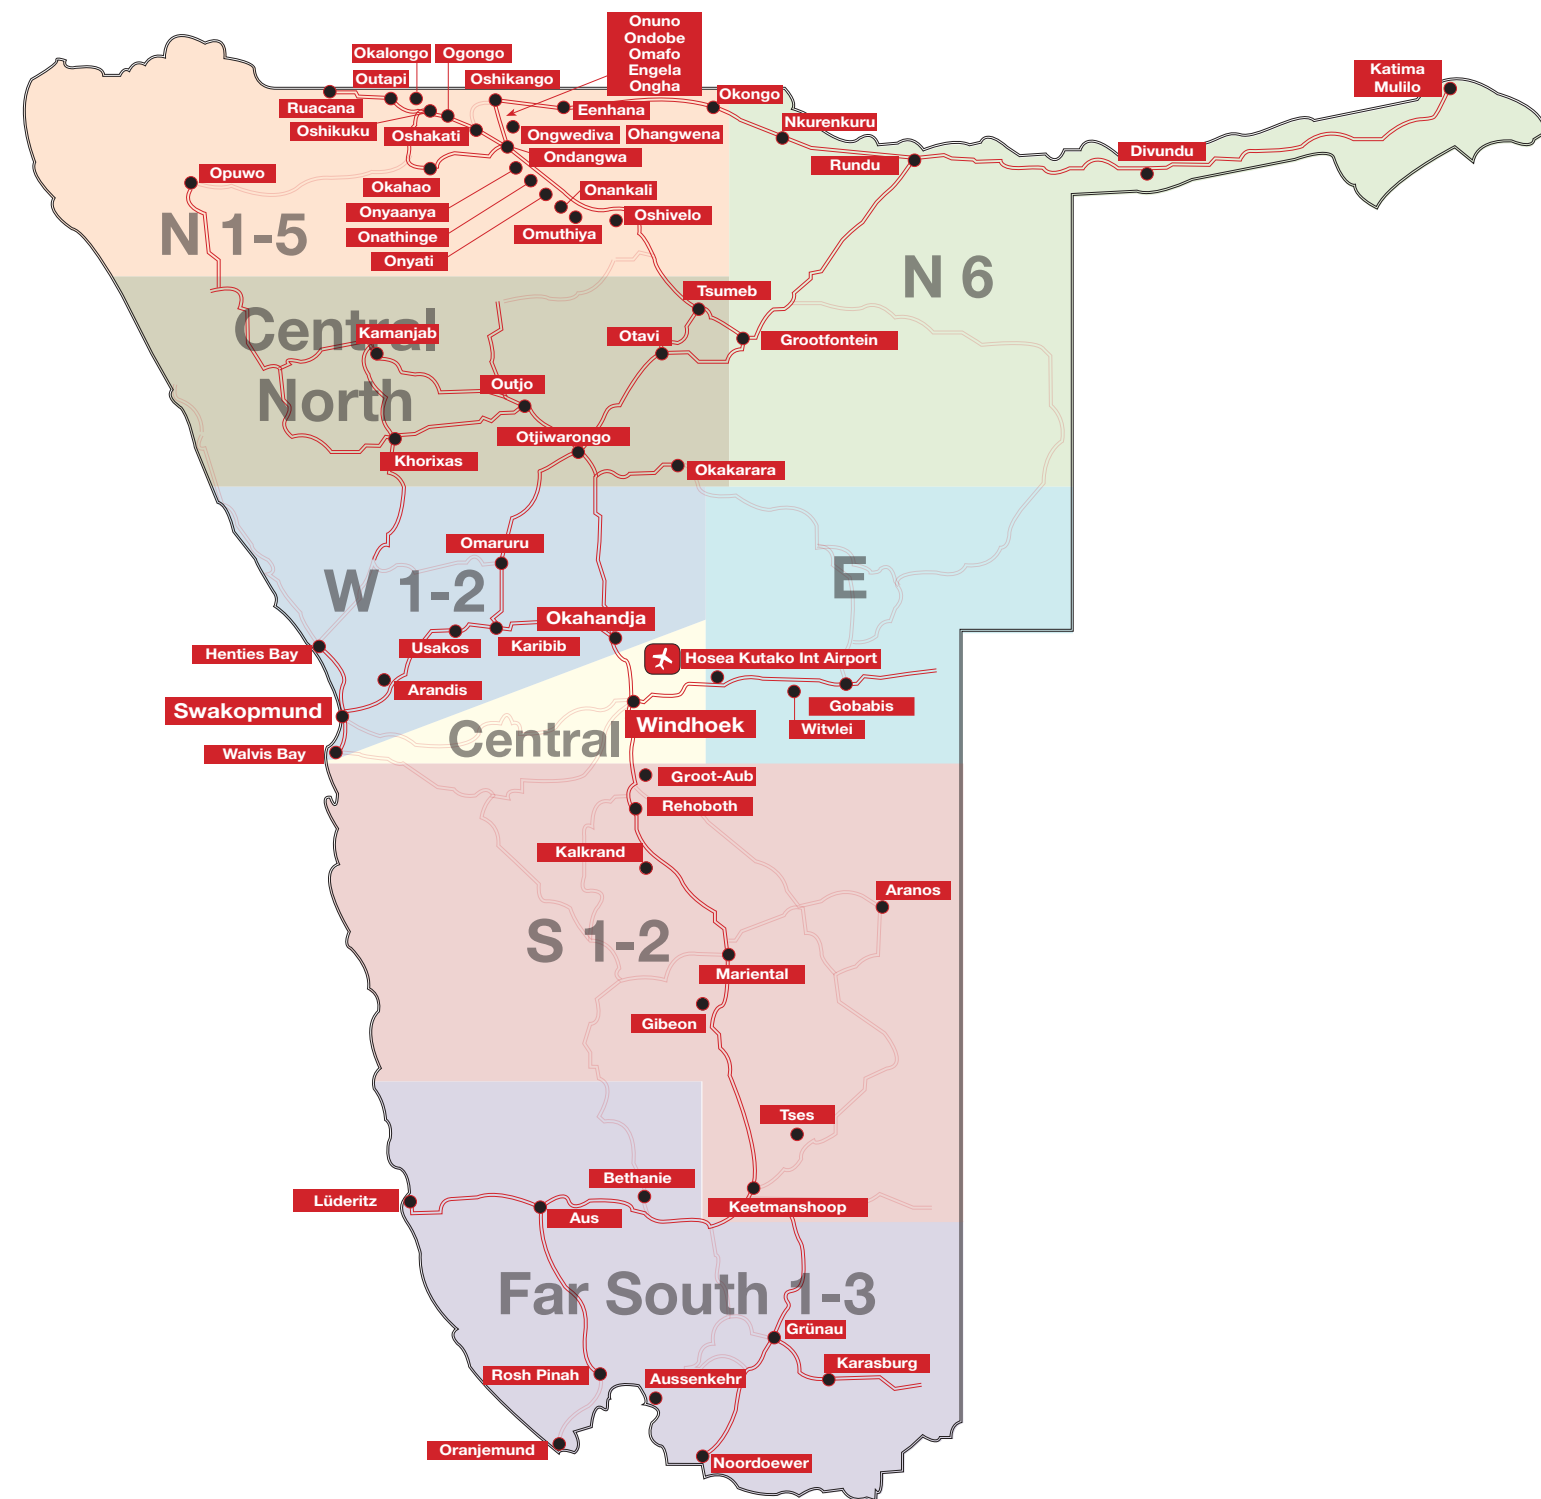 Onuno
Ondobe
Omafo
Engela
Ongha
Okalongo
Ogongo
Outapi
Oshikango
Katima
Mulilo
Ruacana
Eenhana
Okongo
Oshikuku
Oshakati
Ongwediva
Ohangwena
Nkurenkuru
Ondangwa
Rundu
Divundu
Opuwo
Okahao
Onankali
Onyaanya
Oshivelo
N 1-5
Onathinge
Omuthiya
Onyati
N 6
Tsumeb
Central
North
Kamanjab
Otavi
Grootfontein
Outjo
Otjiwarongo
Khorixas
Okakarara
Omaruru
W 1-2
E
Okahandja
Usakos
Karibib
Henties Bay
Hosea Kutako Int Airport
Arandis
Gobabis
Swakopmund
Windhoek
Witvlei
Central
Walvis Bay
Groot-Aub
Rehoboth
Kalkrand
Aranos
S 1-2
Mariental
Gibeon
Tses
Bethanie
Lüderitz
Keetmanshoop
Aus
Far South 1-3
Grünau
Karasburg
Rosh Pinah
Aussenkehr
Oranjemund
Noordoewer